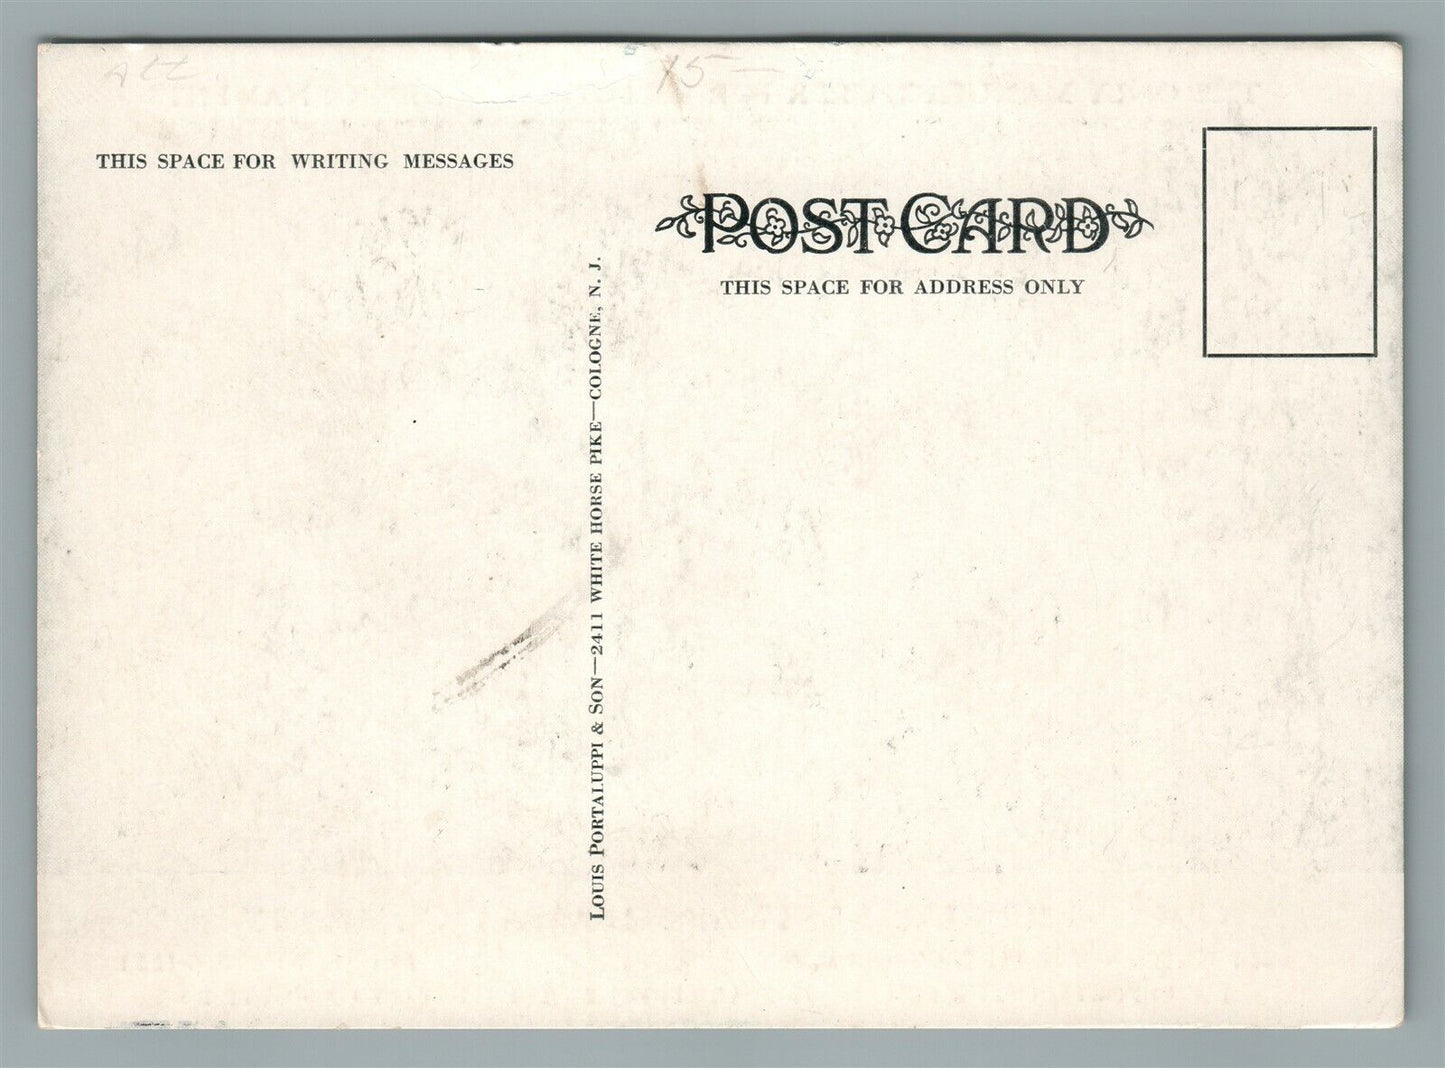 15 —
THIS SPACE FOR WRITING MESSAGES
POST CARD
THIS SPACE FOR ADDRESS ONLY
LOUIS PORTALUPPI & SON—2411 WHITE HORSE PIKE—COLOGNE, N. J.